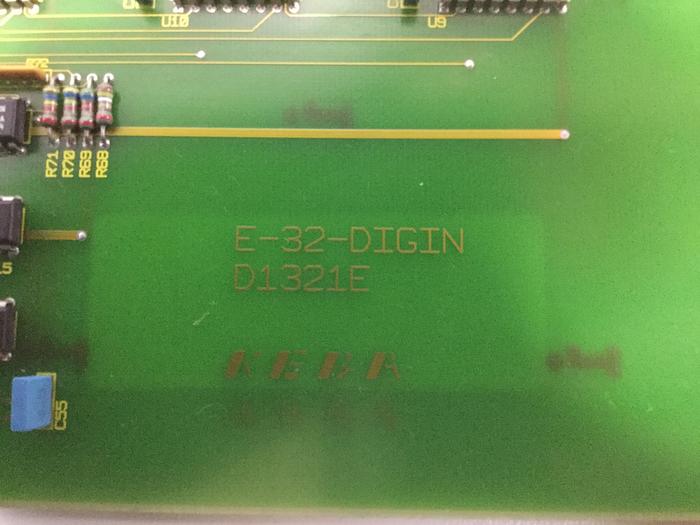 U10
U9
R71
R70
R69
R68
E-32-DIGIN
D1321E
KEBA
C55